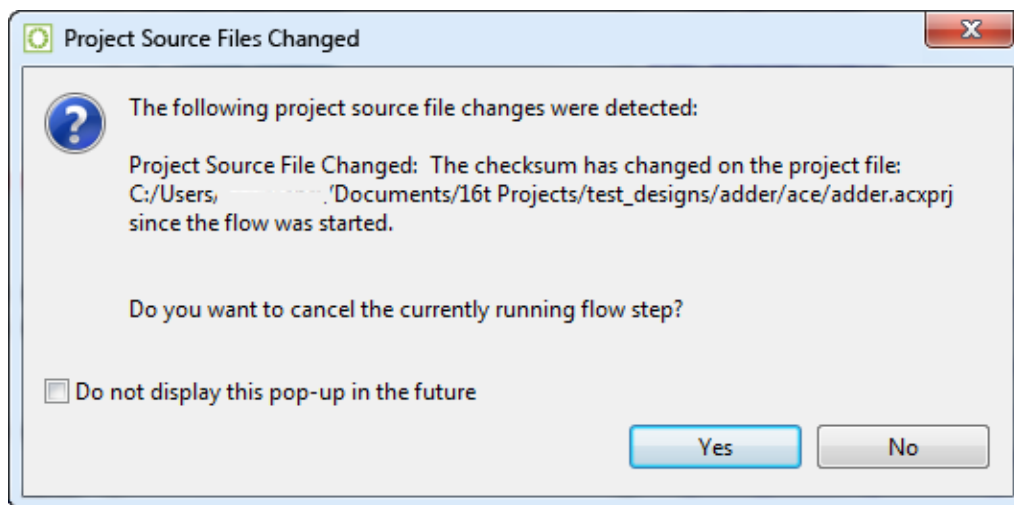 Project Source Files Changed
The following project source file changes were detected:
Project Source File Changed: The checksum has changed on the project file:
C:/Users/ /Documents/16t Projects/test_designs/adder/ace/adder.acxprj
since the flow was started.
Do you want to cancel the currently running flow step?
Do not display this pop-up in the future
Yes
No